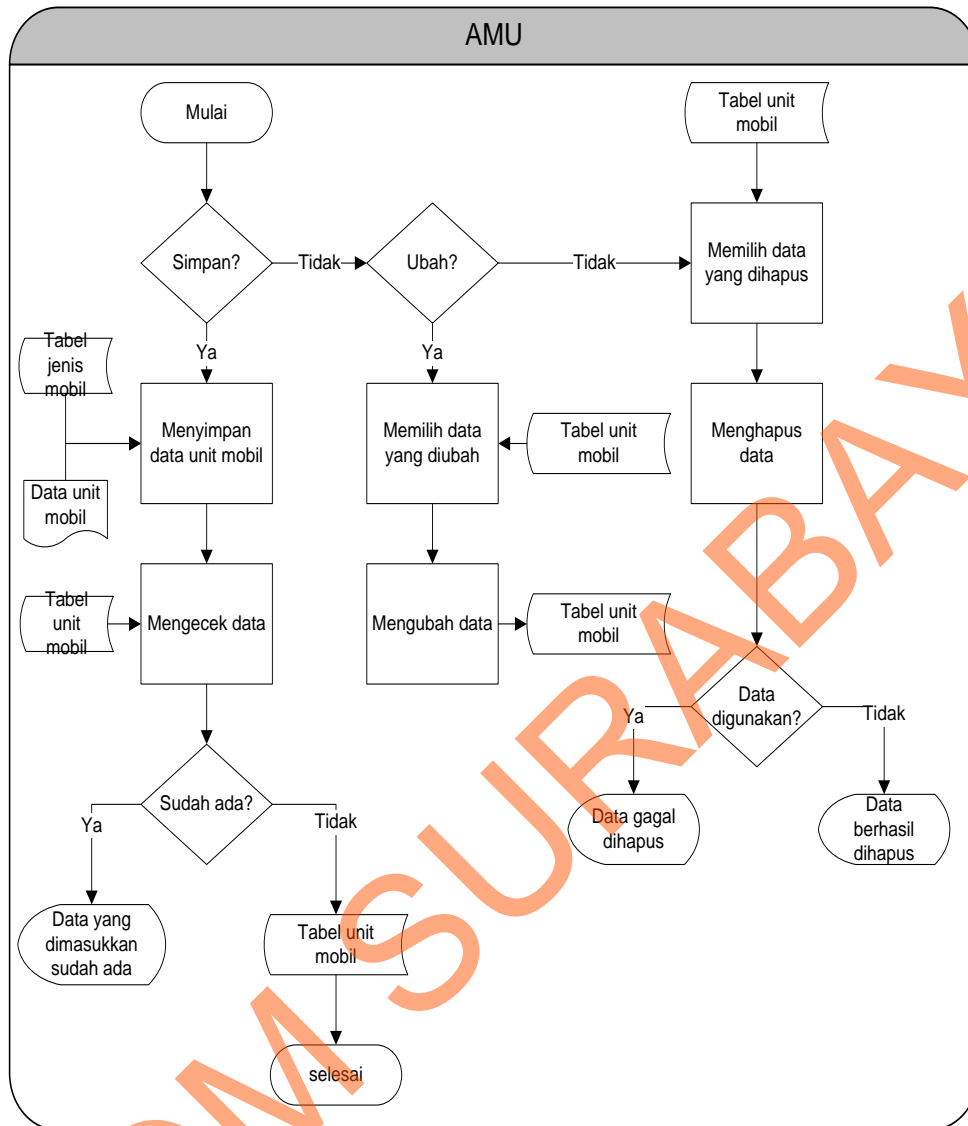 AMU
Mulai
Tabel unit
mobil
Simpan?
Tidak
Ubah?
Tidak
Memilih data
yang dihapus
Ya
Ya
Tabel
jenis
mobil
Menyimpan
data unit mobil
Memilih data
yang diubah
Tabel unit
mobil
Menghapus
data
Data unit
mobil
Tabel
unit
mobil
Mengecek data
Mengubah data
Tabel unit
mobil
Data
digunakan?
Ya
Tidak
Sudah ada?
Ya
Tidak
Data gagal
dihapus
Data
berhasil
dihapus
Data yang
dimasukkan
sudah ada
Tabel unit
mobil
selesai
OM SURABAY